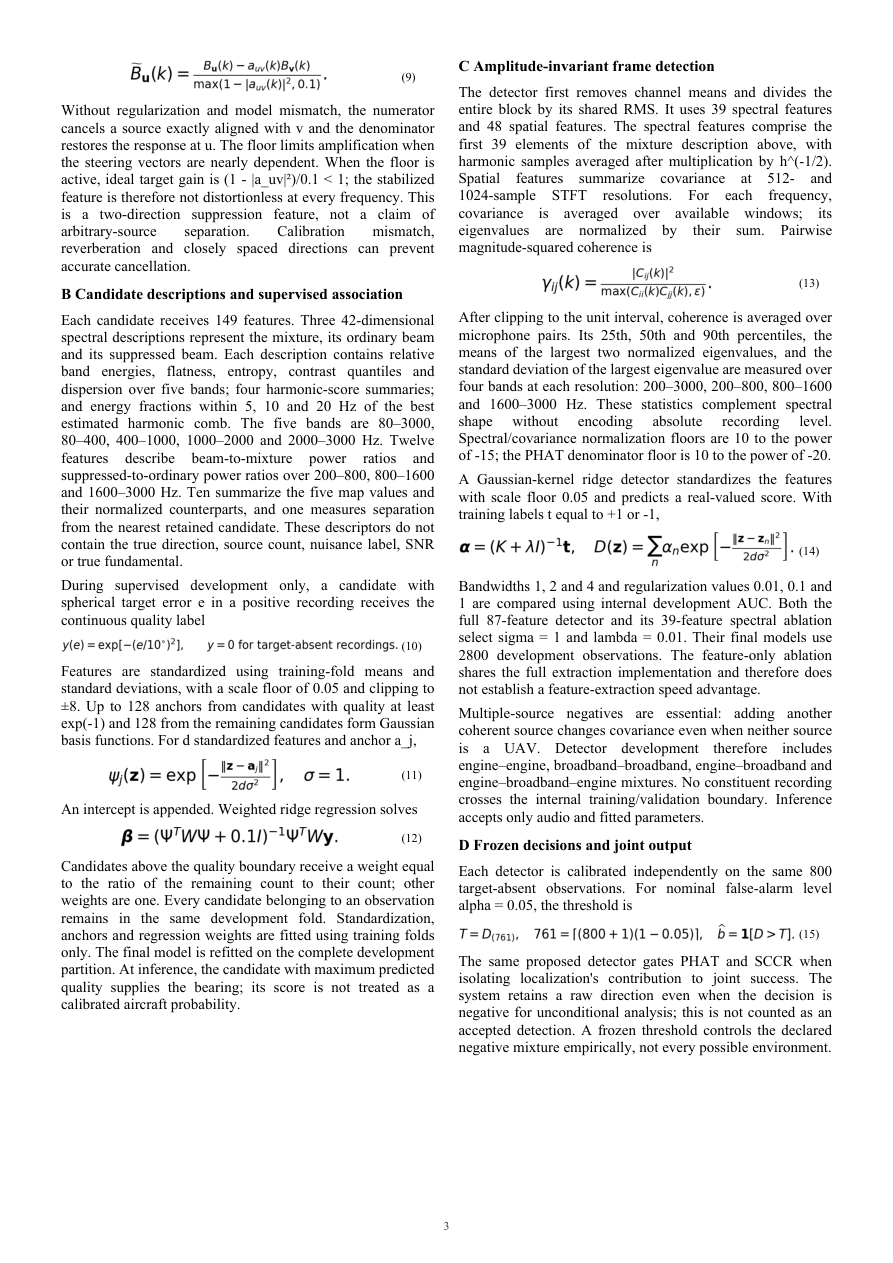 B̃_u(k) = (B_u(k) − a_uv(k)B_v(k)) / max(1 − |a_uv(k)|², 0.1). (9)
Without regularization and model mismatch, the numerator
cancels a source exactly aligned with v and the denominator
restores the response at u. The floor limits amplification when
the steering vectors are nearly dependent. When the floor is
active, ideal target gain is (1 - |a_uv|²)/0.1 < 1; the stabilized
feature is therefore not distortionless at every frequency. This
is a two-direction suppression feature, not a claim of
arbitrary-source separation. Calibration mismatch,
reverberation and closely spaced directions can prevent
accurate cancellation.
B Candidate descriptions and supervised association
Each candidate receives 149 features. Three 42-dimensional
spectral descriptions represent the mixture, its ordinary beam
and its suppressed beam. Each description contains relative
band energies, flatness, entropy, contrast quantiles and
dispersion over five bands; four harmonic-score summaries;
and energy fractions within 5, 10 and 20 Hz of the best
estimated harmonic comb. The five bands are 80–3000,
80–400, 400–1000, 1000–2000 and 2000–3000 Hz. Twelve
features describe beam-to-mixture power ratios and
suppressed-to-ordinary power ratios over 200–800, 800–1600
and 1600–3000 Hz. Ten summarize the five map values and
their normalized counterparts, and one measures separation
from the nearest retained candidate. These descriptors do not
contain the true direction, source count, nuisance label, SNR
or true fundamental.
During supervised development only, a candidate with
spherical target error e in a positive recording receives the
continuous quality label
y(e) = exp[−(e/10°)²], y = 0 for target-absent recordings. (10)
Features are standardized using training-fold means and
standard deviations, with a scale floor of 0.05 and clipping to
±8. Up to 128 anchors from candidates with quality at least
exp(-1) and 128 from the remaining candidates form Gaussian
basis functions. For d standardized features and anchor a_j,
ψ_j(z) = exp[−‖z − a_j‖² / 2dσ²], σ = 1. (11)
An intercept is appended. Weighted ridge regression solves
β = (Ψ^T WΨ + 0.1I)^−1 Ψ^T Wy. (12)
Candidates above the quality boundary receive a weight equal
to the ratio of the remaining count to their count; other
weights are one. Every candidate belonging to an observation
remains in the same development fold. Standardization,
anchors and regression weights are fitted using training folds
only. The final model is refitted on the complete development
partition. At inference, the candidate with maximum predicted
quality supplies the bearing; its score is not treated as a
calibrated aircraft probability.
C Amplitude-invariant frame detection
The detector first removes channel means and divides the
entire block by its shared RMS. It uses 39 spectral features
and 48 spatial features. The spectral features comprise the
first 39 elements of the mixture description above, with
harmonic samples averaged after multiplication by h^(-1/2).
Spatial features summarize covariance at 512- and
1024-sample STFT resolutions. For each frequency,
covariance is averaged over available windows; its
eigenvalues are normalized by their sum. Pairwise
magnitude-squared coherence is
γ_ij(k) = |C_ij(k)|² / max(C_ii(k)C_jj(k), ε). (13)
After clipping to the unit interval, coherence is averaged over
microphone pairs. Its 25th, 50th and 90th percentiles, the
means of the largest two normalized eigenvalues, and the
standard deviation of the largest eigenvalue are measured over
four bands at each resolution: 200–3000, 200–800, 800–1600
and 1600–3000 Hz. These statistics complement spectral
shape without encoding absolute recording level.
Spectral/covariance normalization floors are 10 to the power
of -15; the PHAT denominator floor is 10 to the power of -20.
A Gaussian-kernel ridge detector standardizes the features
with scale floor 0.05 and predicts a real-valued score. With
training labels t equal to +1 or -1,
α = (K + λI)^−1 t, D(z) = ∑_n α_n exp[−‖z − z_n‖² / 2dσ²]. (14)
Bandwidths 1, 2 and 4 and regularization values 0.01, 0.1 and
1 are compared using internal development AUC. Both the
full 87-feature detector and its 39-feature spectral ablation
select sigma = 1 and lambda = 0.01. Their final models use
2800 development observations. The feature-only ablation
shares the full extraction implementation and therefore does
not establish a feature-extraction speed advantage.
Multiple-source negatives are essential: adding another
coherent source changes covariance even when neither source
is a UAV. Detector development therefore includes
engine–engine, broadband–broadband, engine–broadband and
engine–broadband–engine mixtures. No constituent recording
crosses the internal training/validation boundary. Inference
accepts only audio and fitted parameters.
D Frozen decisions and joint output
Each detector is calibrated independently on the same 800
target-absent observations. For nominal false-alarm level
alpha = 0.05, the threshold is
T = D_(761), 761 = ⌈(800 + 1)(1 − 0.05)⌉, b̂ = 1[D > T]. (15)
The same proposed detector gates PHAT and SCCR when
isolating localization's contribution to joint success. The
system retains a raw direction even when the decision is
negative for unconditional analysis; this is not counted as an
accepted detection. A frozen threshold controls the declared
negative mixture empirically, not every possible environment.
3